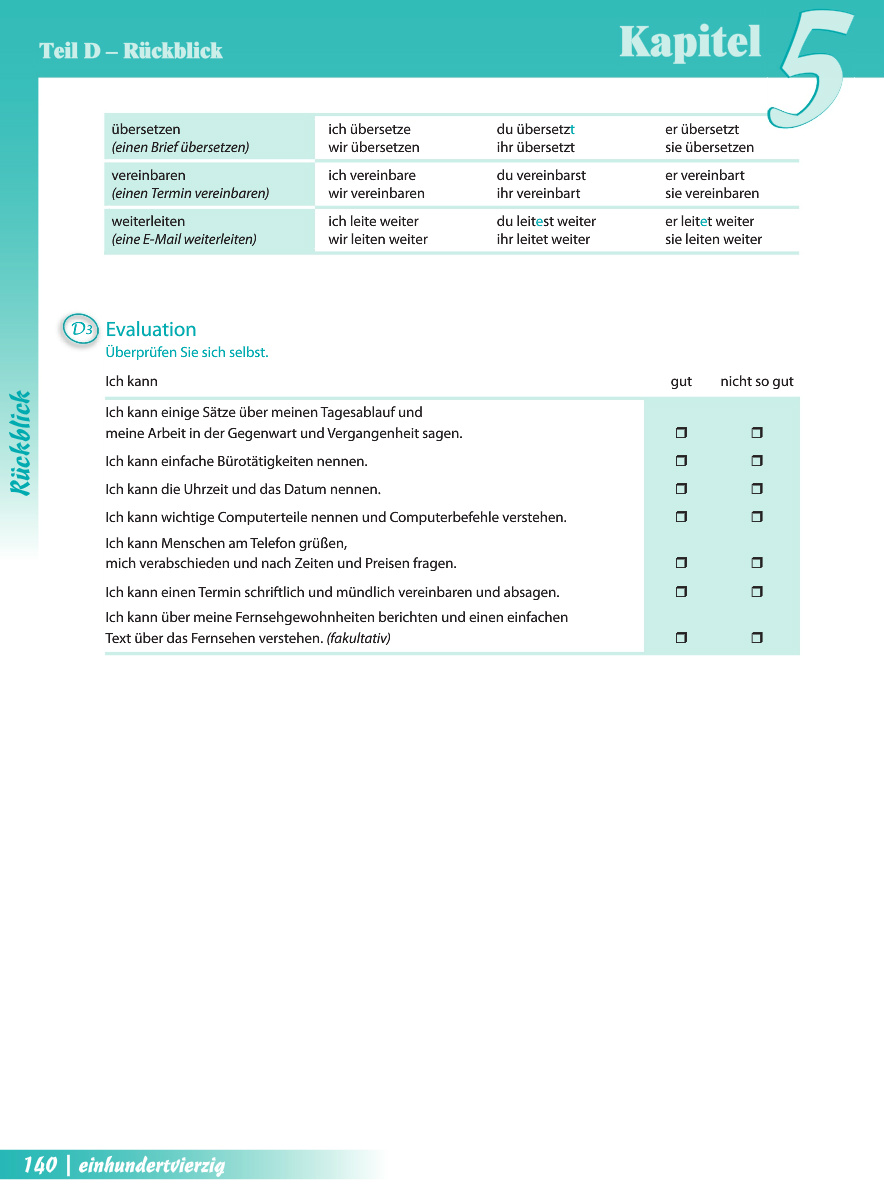 Teil D – Rückblick
Kapitel 5
übersetzen ich übersetze du übersetzt er übersetzt
(einen Brief übersetzen) wir übersetzen ihr übersetzt sie übersetzen
vereinbaren ich vereinbare du vereinbarst er vereinbart
(einen Termin vereinbaren) wir vereinbaren ihr vereinbart sie vereinbaren
weiterleiten ich leite weiter du leitest weiter er leitet weiter
(eine E-Mail weiterleiten) wir leiten weiter ihr leitet weiter sie leiten weiter
D3 Evaluation
Überprüfen Sie sich selbst.
Ich kann gut nicht so gut
Ich kann einige Sätze über meinen Tagesablauf und
meine Arbeit in der Gegenwart und Vergangenheit sagen. ❒ ❒
Ich kann einfache Bürotätigkeiten nennen. ❒ ❒
Ich kann die Uhrzeit und das Datum nennen. ❒ ❒
Ich kann wichtige Computerteile nennen und Computerbefehle verstehen. ❒ ❒
Ich kann Menschen am Telefon grüßen,
mich verabschieden und nach Zeiten und Preisen fragen. ❒ ❒
Ich kann einen Termin schriftlich und mündlich vereinbaren und absagen. ❒ ❒
Ich kann über meine Fernsehgewohnheiten berichten und einen einfachen
Text über das Fernsehen verstehen. (fakultativ) ❒ ❒
Rückblick
140 | einhundertvierzig